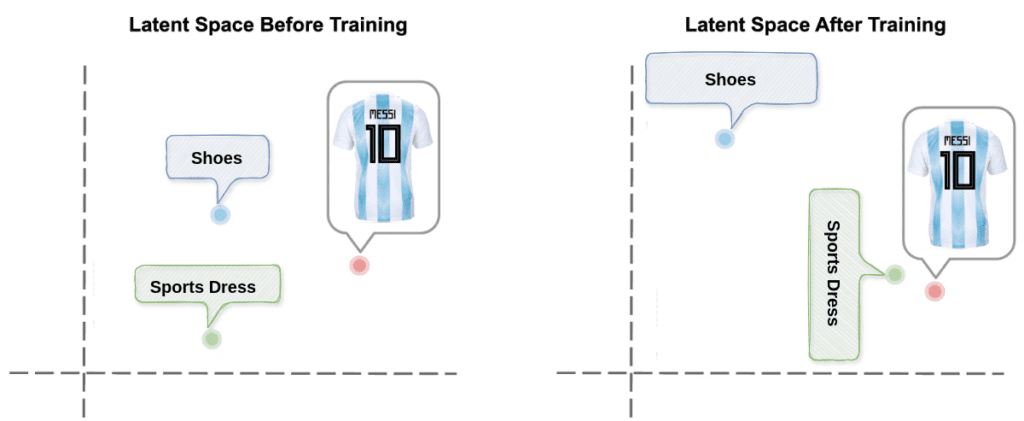 Latent Space Before Training
Latent Space After Training
Shoes
Sports Dress
MESSI
10
Shoes
Sports Dress
MESSI
10